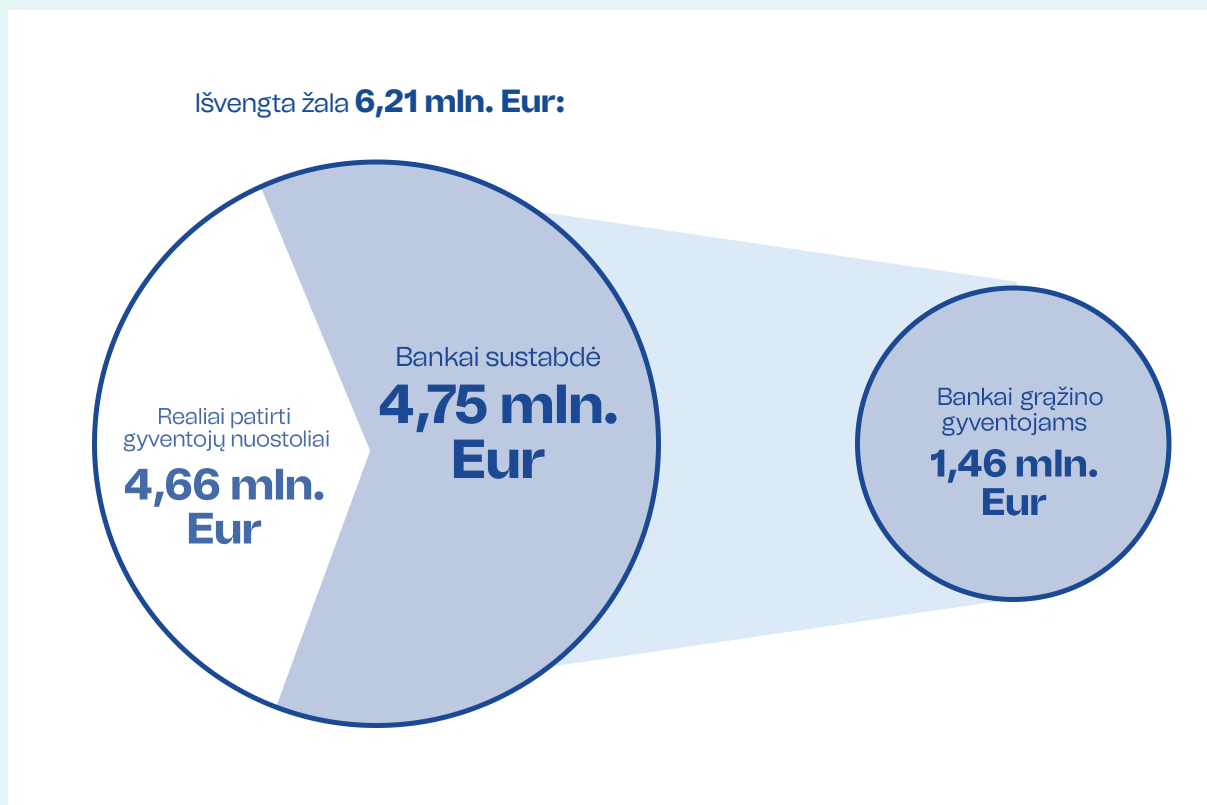 Išvengta žala 6,21 mln. Eur:
Bankai sustabdė
4,75 mln.
Eur
Realiai patirti
gyventojų nuostoliai
4,66 mln.
Eur
Bankai grąžino
gyventojams
1,46 mln.
Eur